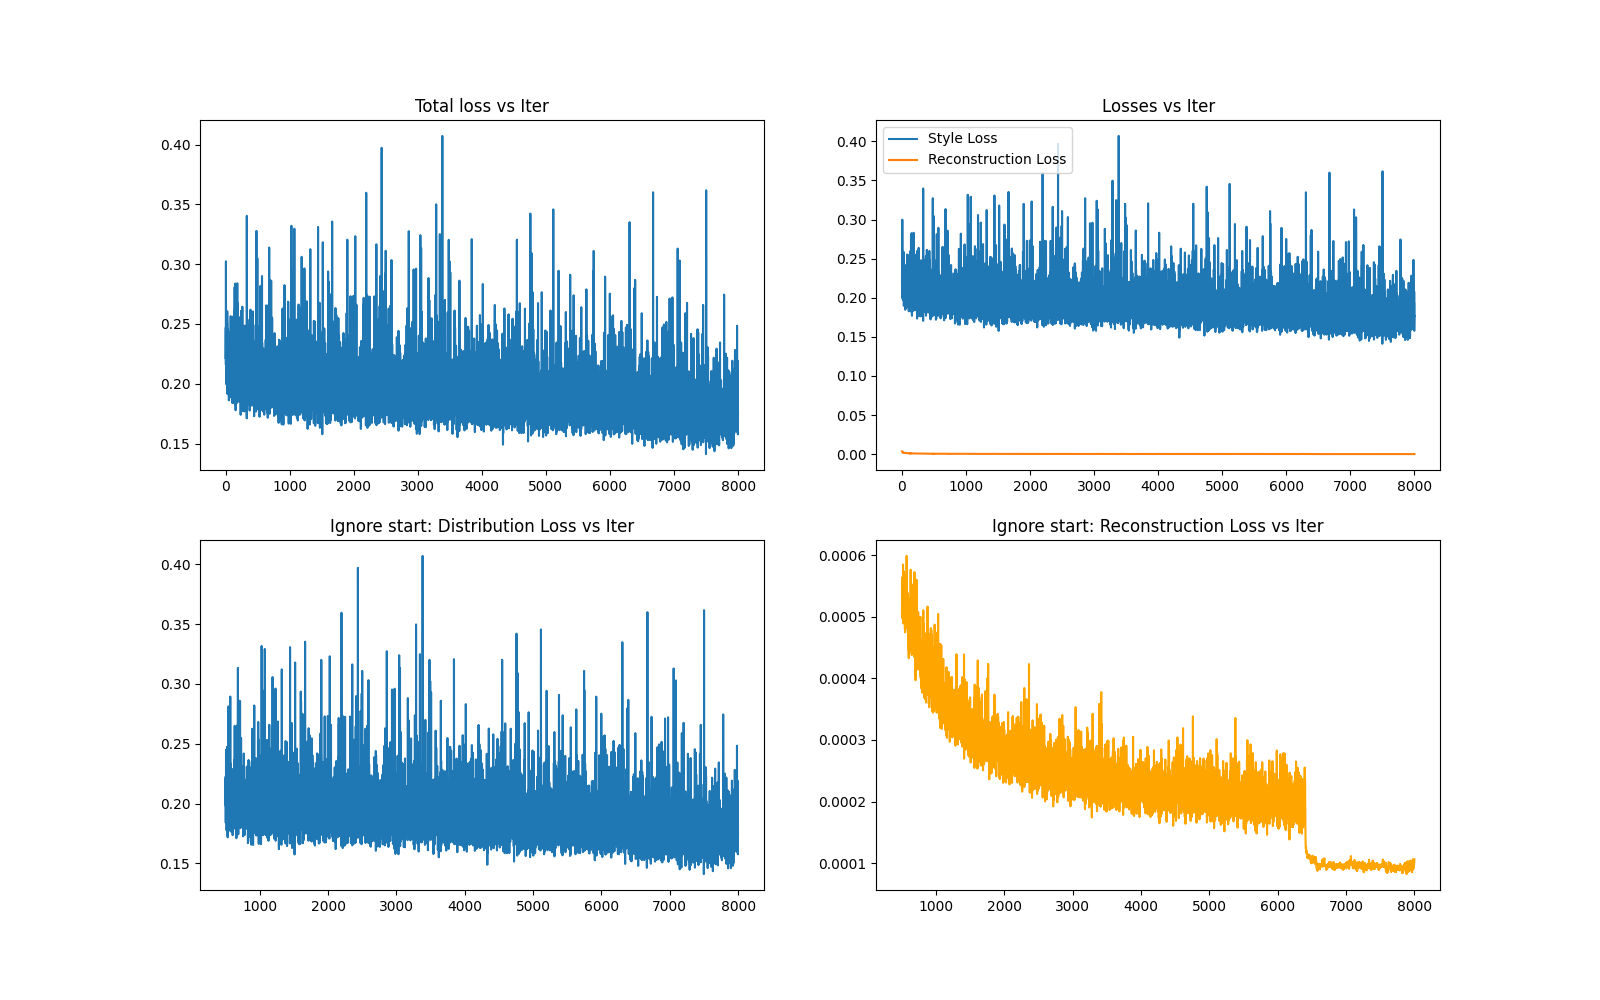 Total loss vs Iter
0.40
0.35
0.30
0.25
0.20
0.15
0 1000 2000 3000 4000 5000 6000 7000 8000
Losses vs Iter
Style Loss
Reconstruction Loss
0.40
0.35
0.30
0.25
0.20
0.15
0.10
0.05
0.00
0 1000 2000 3000 4000 5000 6000 7000 8000
Ignore start: Distribution Loss vs Iter
0.40
0.35
0.30
0.25
0.20
0.15
1000 2000 3000 4000 5000 6000 7000 8000
Ignore start: Reconstruction Loss vs Iter
0.0006
0.0005
0.0004
0.0003
0.0002
0.0001
1000 2000 3000 4000 5000 6000 7000 8000